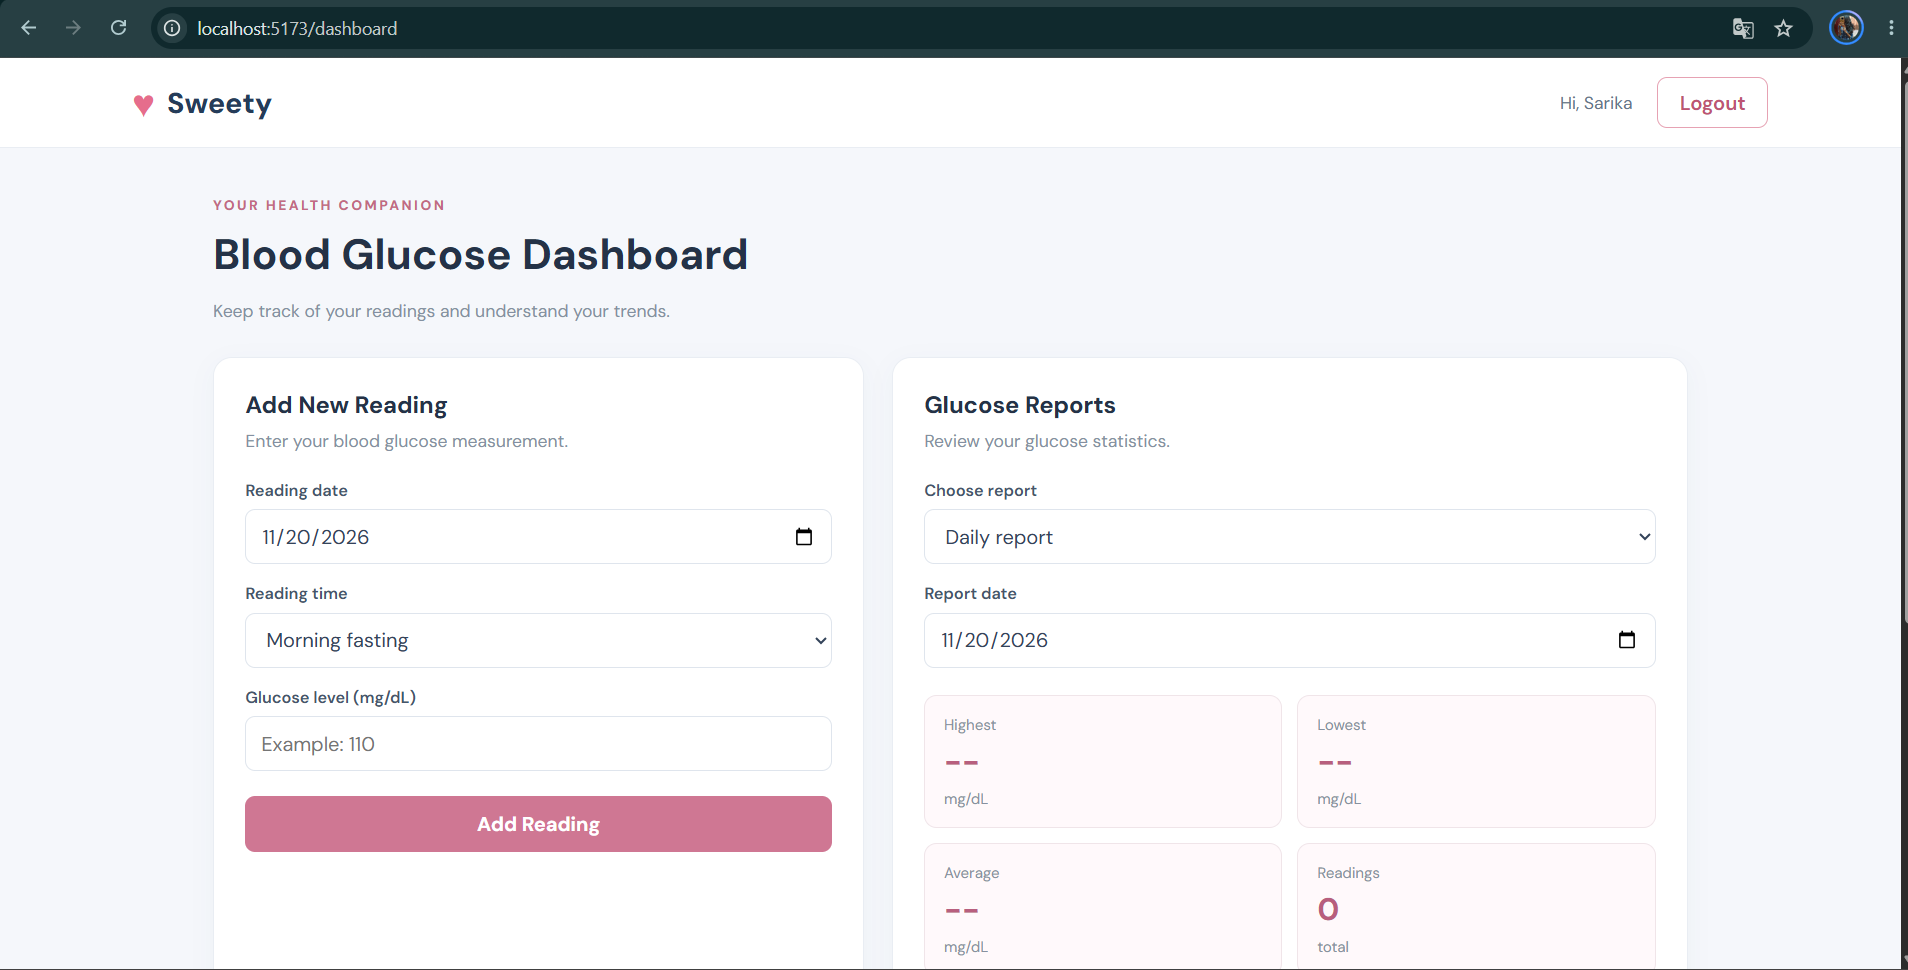 localhost:5173/dashboard
Sweety
Hi, Sarika
Logout
YOUR HEALTH COMPANION
Blood Glucose Dashboard
Keep track of your readings and understand your trends.
Add New Reading
Enter your blood glucose measurement.
Reading date
11/20/2026
Reading time
Morning fasting
Glucose level (mg/dL)
Example: 110
Add Reading
Glucose Reports
Review your glucose statistics.
Choose report
Daily report
Report date
11/20/2026
Highest
--
mg/dL
Lowest
--
mg/dL
Average
--
mg/dL
Readings
0
total